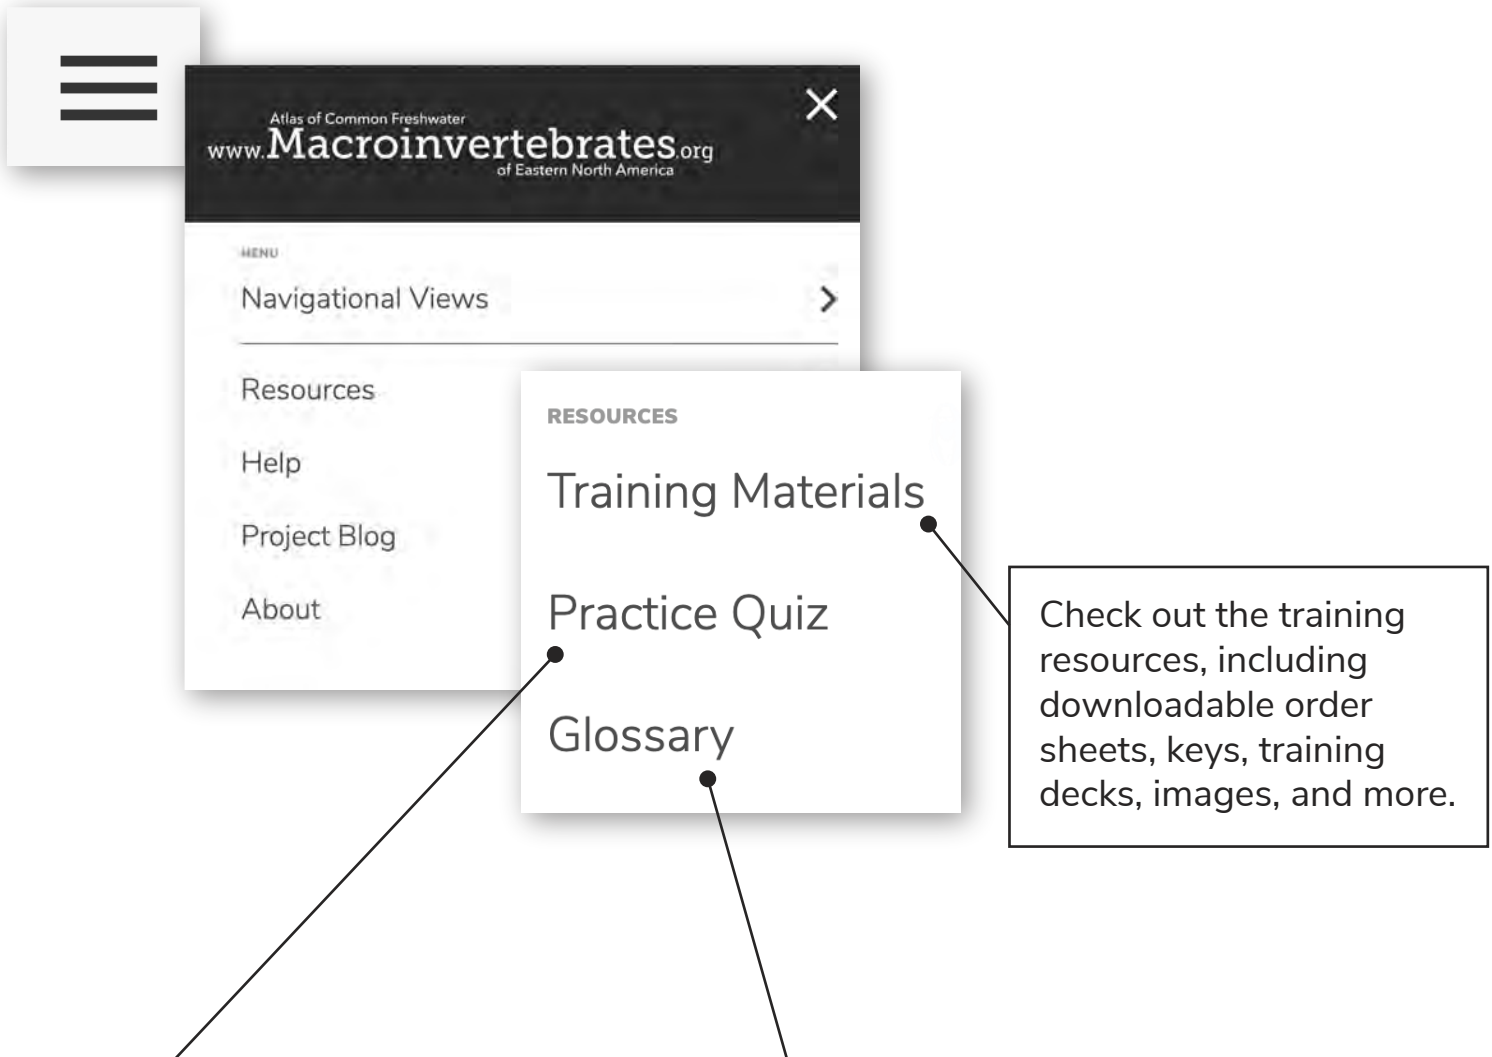 Atlas of Common Freshwater
www.Macroinvertebrates.org
of Eastern North America
MENU
Navigational Views
Resources
Help
Project Blog
About
RESOURCES
Training Materials
Practice Quiz
Glossary
Check out the training
resources, including
downloadable order
sheets, keys, training
decks, images, and more.